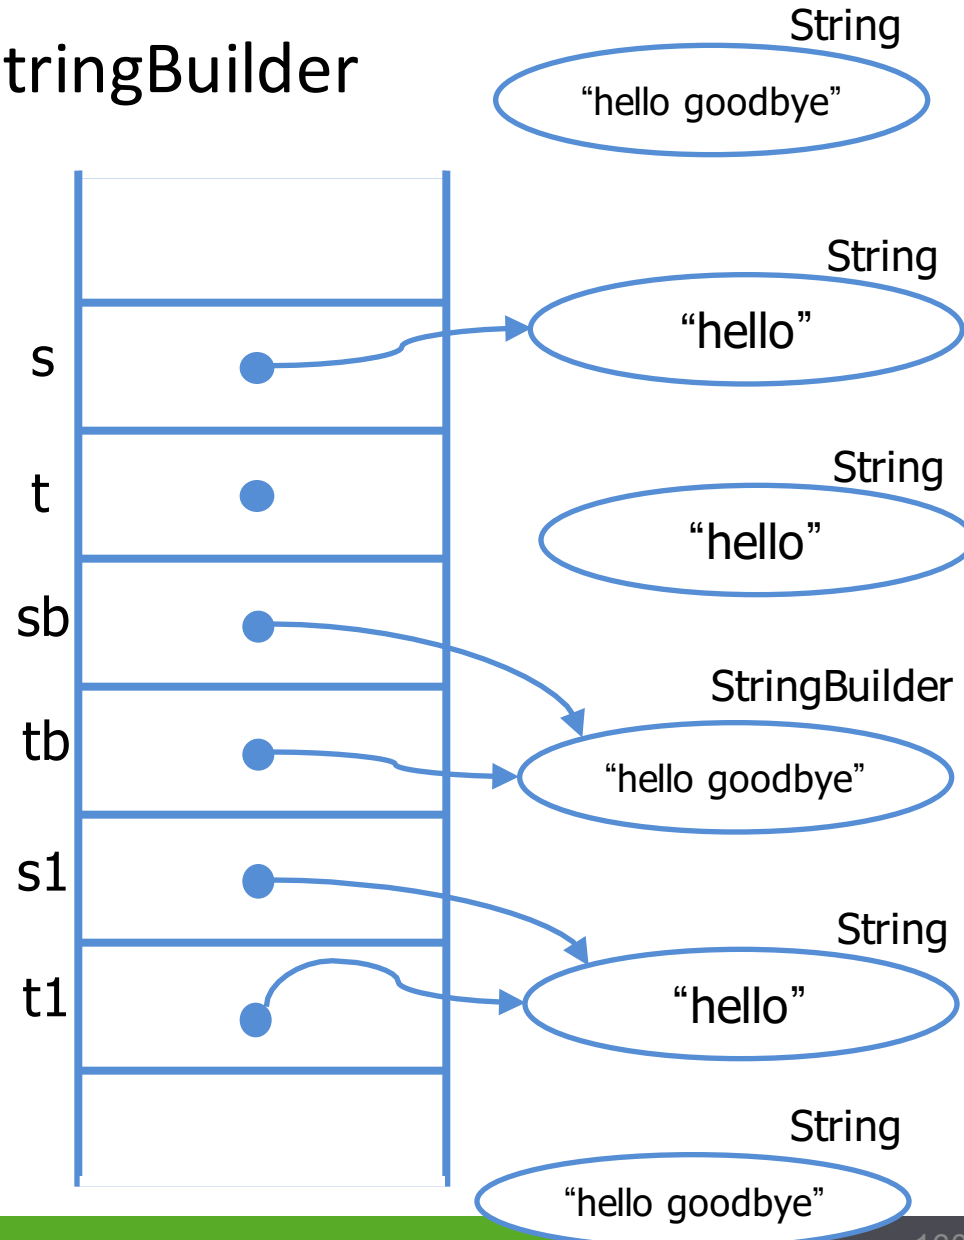 tringBuilder
String
“hello goodbye”
String
s
“hello”
String
t
“hello”
sb
StringBuilder
tb
“hello goodbye”
s1
String
t1
“hello”
String
“hello goodbye”